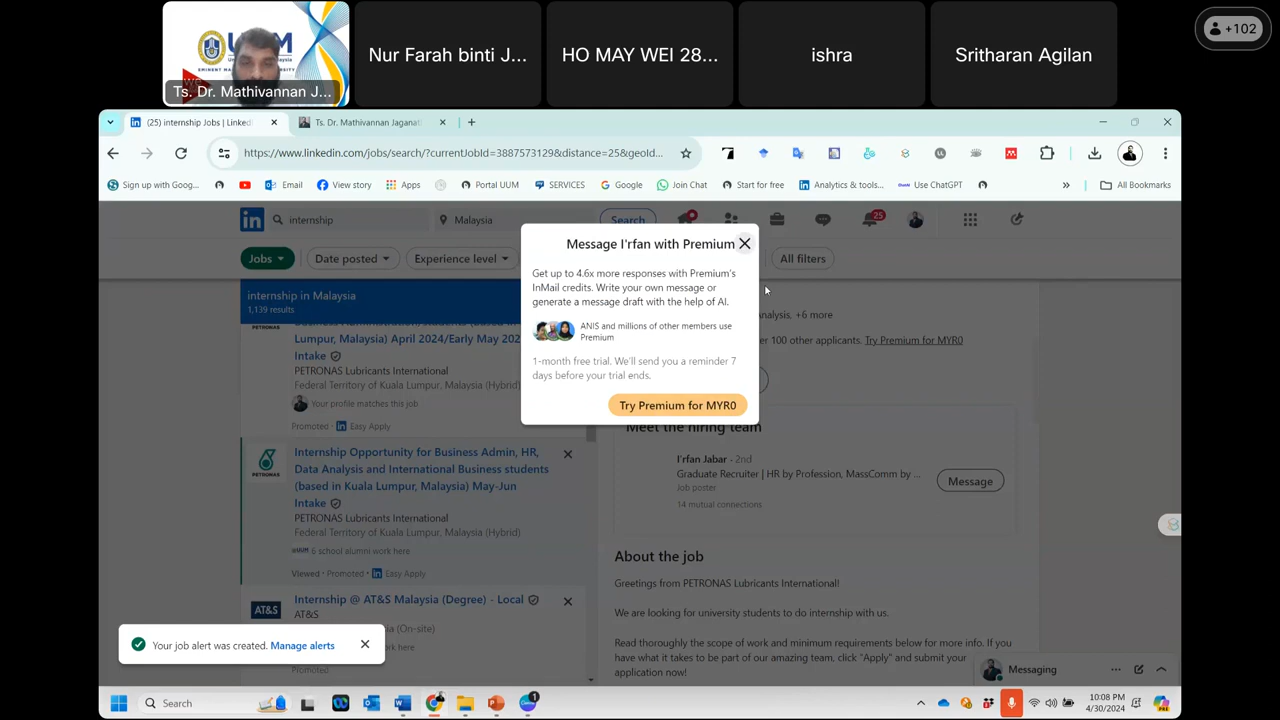 Ts. Dr. Mathivannan J...
Nur Farah binti J...
HO MAY WEI 28...
ishra
Sritharan Agilan
+102
(25) internship Jobs | Linked
Ts. Dr. Mathivannan Jaganat
https://www.linkedin.com/jobs/search/?currentJobId=3887573129&distance=25&geoId...
Sign up with Goog...
Email
View story
Apps
Portal UUM
SERVICES
Google
Join Chat
Start for free
Analytics & tools...
Use ChatGPT
All Bookmarks
internship
Malaysia
Search
25
Jobs
Date posted
Experience level
All filters
internship in Malaysia
1,139 results
Lumpur, Malaysia) April 2024/Early May 202
Intake
PETRONAS Lubricants International
Federal Territory of Kuala Lumpur, Malaysia (Hybrid)
Your profile matches this job
Promoted · Easy Apply
Internship Opportunity for Business Admin, HR,
Data Analysis and International Business students
(based in Kuala Lumpur, Malaysia) May-Jun
Intake
PETRONAS Lubricants International
Federal Territory of Kuala Lumpur, Malaysia (Hybrid)
6 school alumni work here
Viewed · Promoted · Easy Apply
AT&S
Internship @ AT&S Malaysia (Degree) - Local
AT&S
(On-site)
rk here
Promoted
Message I'rfan with Premium
Get up to 4.6x more responses with Premium's
InMail credits. Write your own message or
generate a message draft with the help of AI.
ANIS and millions of other members use
Premium
1-month free trial. We'll send you a reminder 7
days before your trial ends.
Try Premium for MYR0
Analysis, +6 more
er 100 other applicants. Try Premium for MYR0
Meet the hiring team
I'rfan Jabar · 2nd
Graduate Recruiter | HR by Profession, MassComm by ...
Job poster
14 mutual connections
Message
About the job
Greetings from PETRONAS Lubricants International!
We are looking for university students to do internship with us.
Read thoroughly the scope of work and minimum requirements below for more info. If you
have what it takes to be part of our amazing team, click "Apply" and submit your
application now!
Messaging
Your job alert was created. Manage alerts
Search
1
10:08 PM
4/30/2024